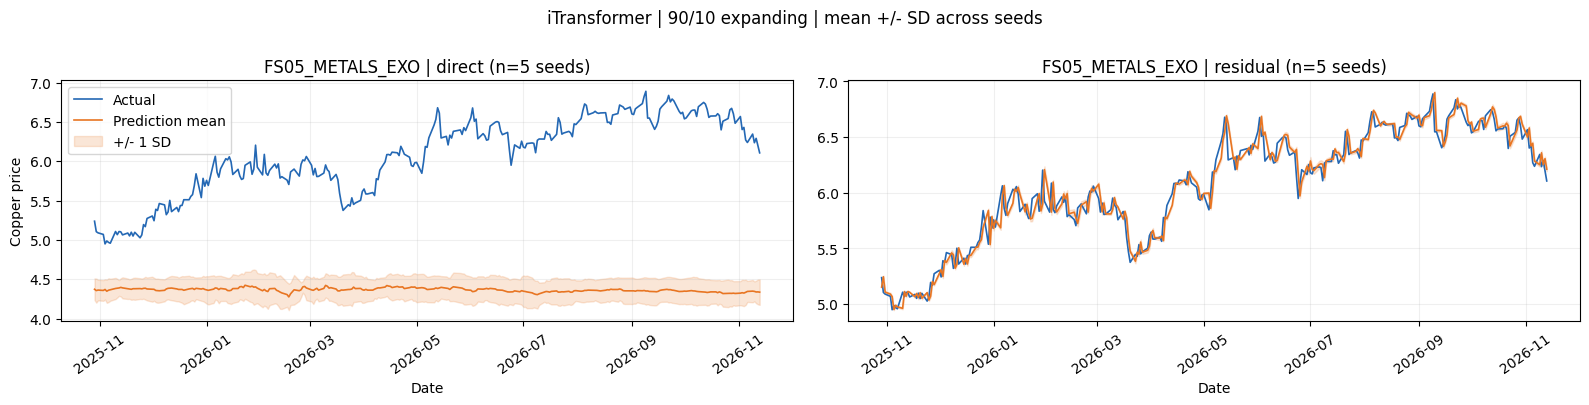 iTransformer | 90/10 expanding | mean +/- SD across seeds
FS05_METALS_EXO | direct (n=5 seeds)
Actual
Prediction mean
+/- 1 SD
Copper price
7.0
6.5
6.0
5.5
5.0
4.5
4.0
2025-11
2026-01
2026-03
2026-05
2026-07
2026-09
2026-11
Date
FS05_METALS_EXO | residual (n=5 seeds)
7.0
6.5
6.0
5.5
5.0
2025-11
2026-01
2026-03
2026-05
2026-07
2026-09
2026-11
Date